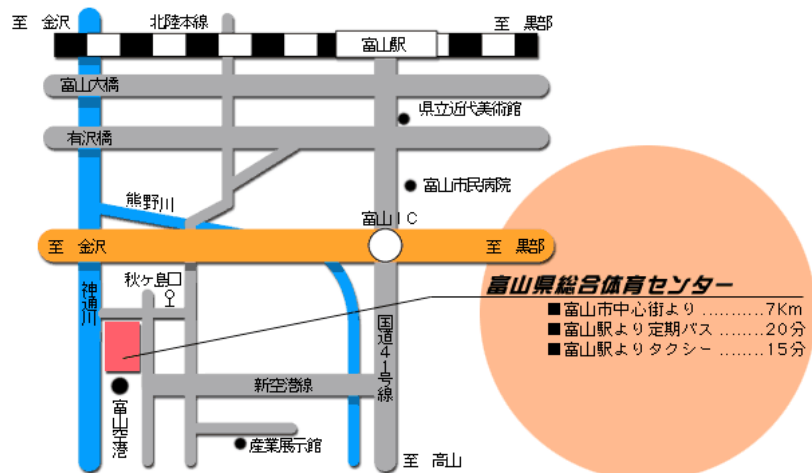 至 金沢
北陸本線
富山駅
至 黒部
富山大橋
県立近代美術館
有沢橋
富山市民病院
熊野川
富山IC
至 金沢
至 黒部
秋ヶ島口
神通川
富山県総合体育センター
■富山市中心街より ..........7Km
■富山駅より定期バス ......20分
■富山駅よりタクシー ........15分
国道41号線
新空港線
富山空港
産業展示館
至 高山